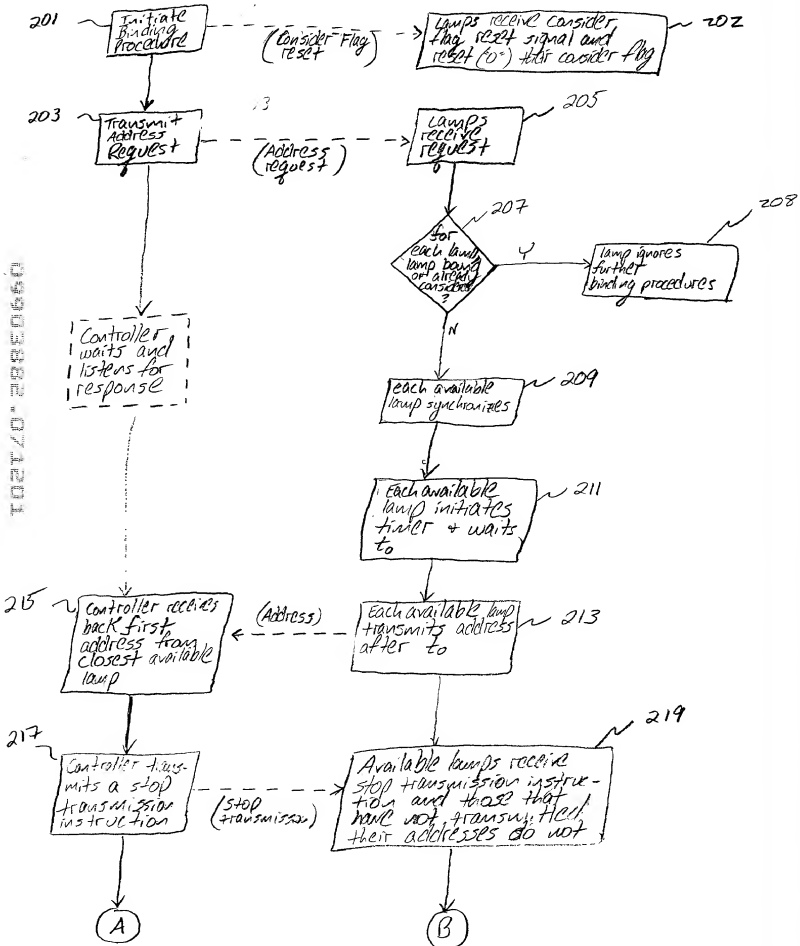 201
Initiate
Binding
Procedure
(Consider Flag
reset)
Lamps receive consider
flag reset signal and
reset ("0") their consider flag
202
203
Transmit
Address
Request
(Address
request)
Lamps
receive
request
205
207
for
each lamp,
lamp bound
or already
considered
?
Y
N
lamp ignores
further
binding procedures
208
Controller
waits and
listens for
response
each available
lamp synchronizes
209
Each available
lamp initiates
timer & waits
to
211
215
Controller receives
back first
address from
closest available
lamp
(Address)
Each available lamp
transmits address
after to
213
217
Controller trans-
mits a stop
transmission
instruction
(Stop
transmission)
Available lamps receive
stop transmission instruc-
tion and those that
have not transmitted
their addresses do not
219
A
B
09903882.071201